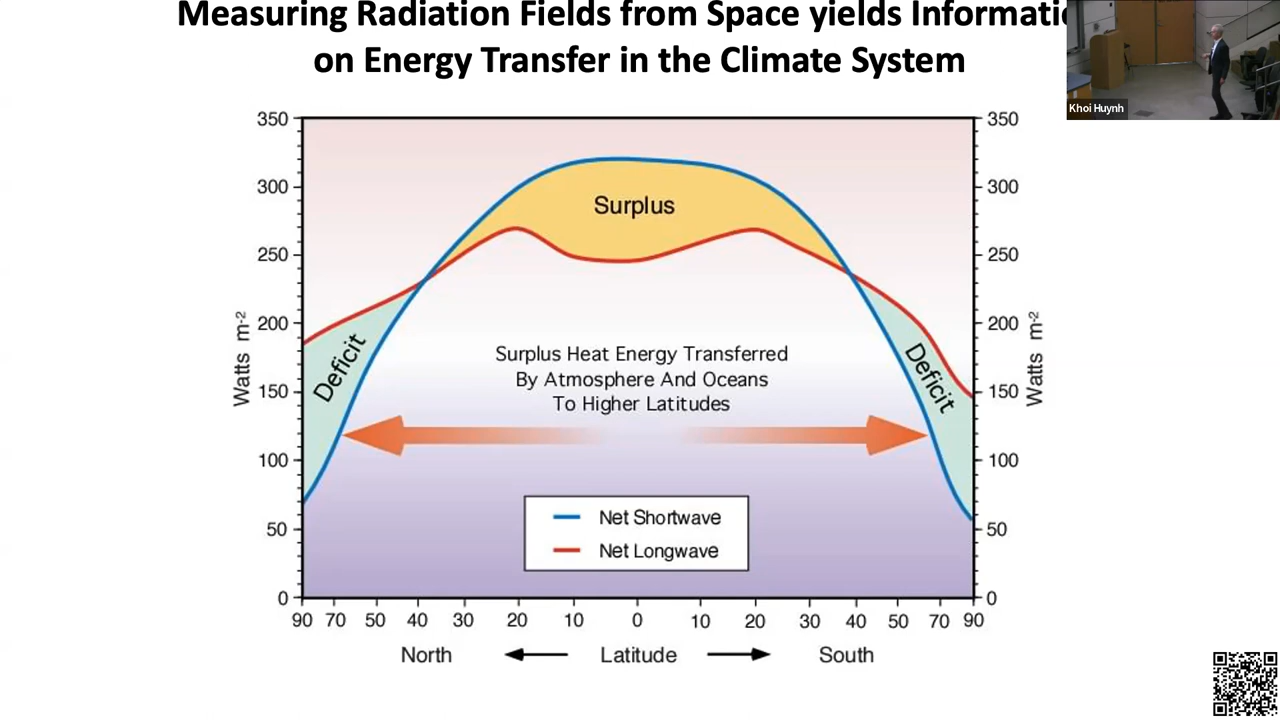 Measuring Radiation Fields from Space yields Informatio
on Energy Transfer in the Climate System
Khoi Huynh
350
300
250
200
150
100
50
0
Watts m-2
350
300
250
200
150
100
50
0
Watts m-2
Surplus
Deficit
Deficit
Surplus Heat Energy Transferred
By Atmosphere And Oceans
To Higher Latitudes
Net Shortwave
Net Longwave
90 70 50 40 30 20 10 0 10 20 30 40 50 70 90
North Latitude South